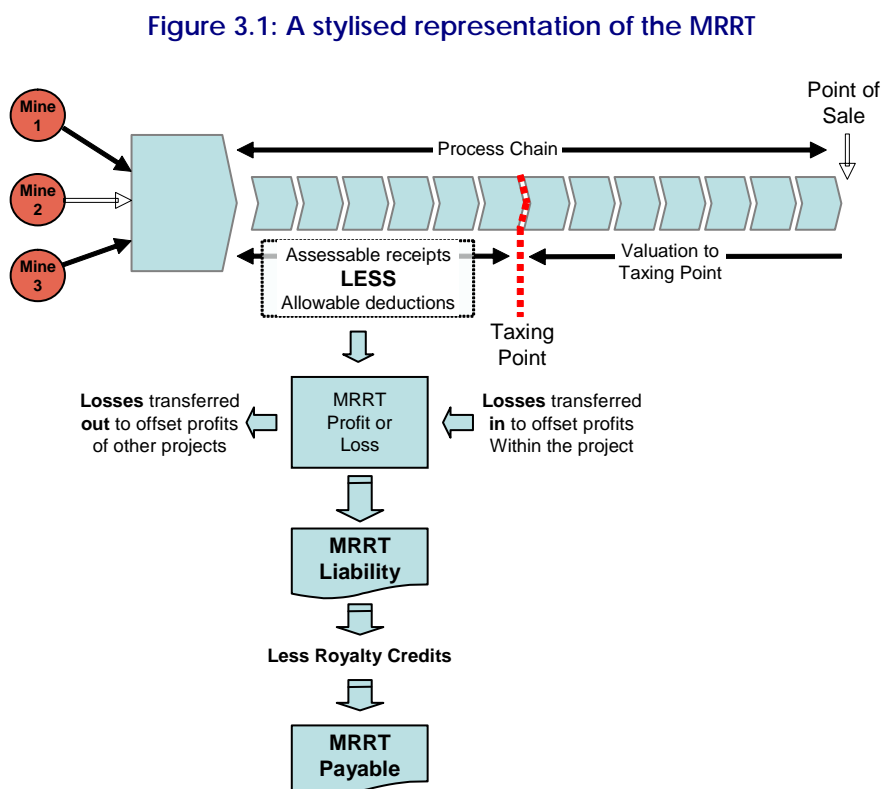 Figure 3.1: A stylised representation of the MRRT
Point of
Sale
Mine
1
Process Chain
Mine
2
Mine
3
Assessable receipts
LESS
Allowable deductions
Valuation to
Taxing Point
Taxing
Point
Losses transferred
out to offset profits
of other projects
MRRT
Profit or
Loss
Losses transferred
in to offset profits
Within the project
MRRT
Liability
Less Royalty Credits
MRRT
Payable